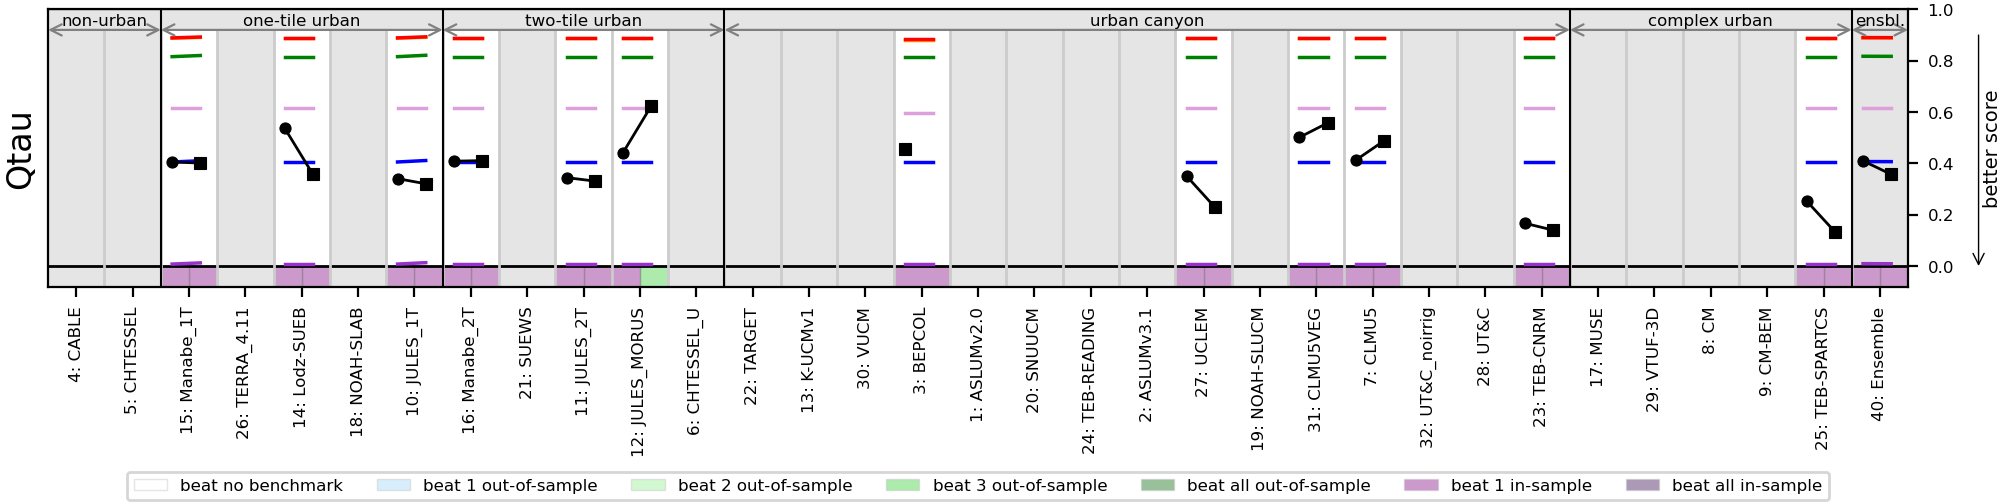 non-urban
one-tile urban
two-tile urban
urban canyon
complex urban
ensbl.
Qtau
1.0
0.8
0.6
0.4
0.2
0.0
better score
4: CABLE
5: CHTESSEL
15: Manabe_1T
26: TERRA_4.11
14: Lodz-SUEB
18: NOAH-SLAB
10: JULES_1T
16: Manabe_2T
21: SUEWS
11: JULES_2T
12: JULES_MORUS
6: CHTESSEL_U
22: TARGET
13: K-UCMv1
30: VUCM
3: BEPCOL
1: ASLUMv2.0
20: SNUUCM
24: TEB-READING
2: ASLUMv3.1
27: UCLEM
19: NOAH-SLUCM
31: CLMU5VEG
7: CLMU5
32: UT&C_noirrig
28: UT&C
23: TEB-CNRM
17: MUSE
29: VTUF-3D
8: CM
9: CM-BEM
25: TEB-SPARTCS
40: Ensemble
beat no benchmark
beat 1 out-of-sample
beat 2 out-of-sample
beat 3 out-of-sample
beat all out-of-sample
beat 1 in-sample
beat all in-sample